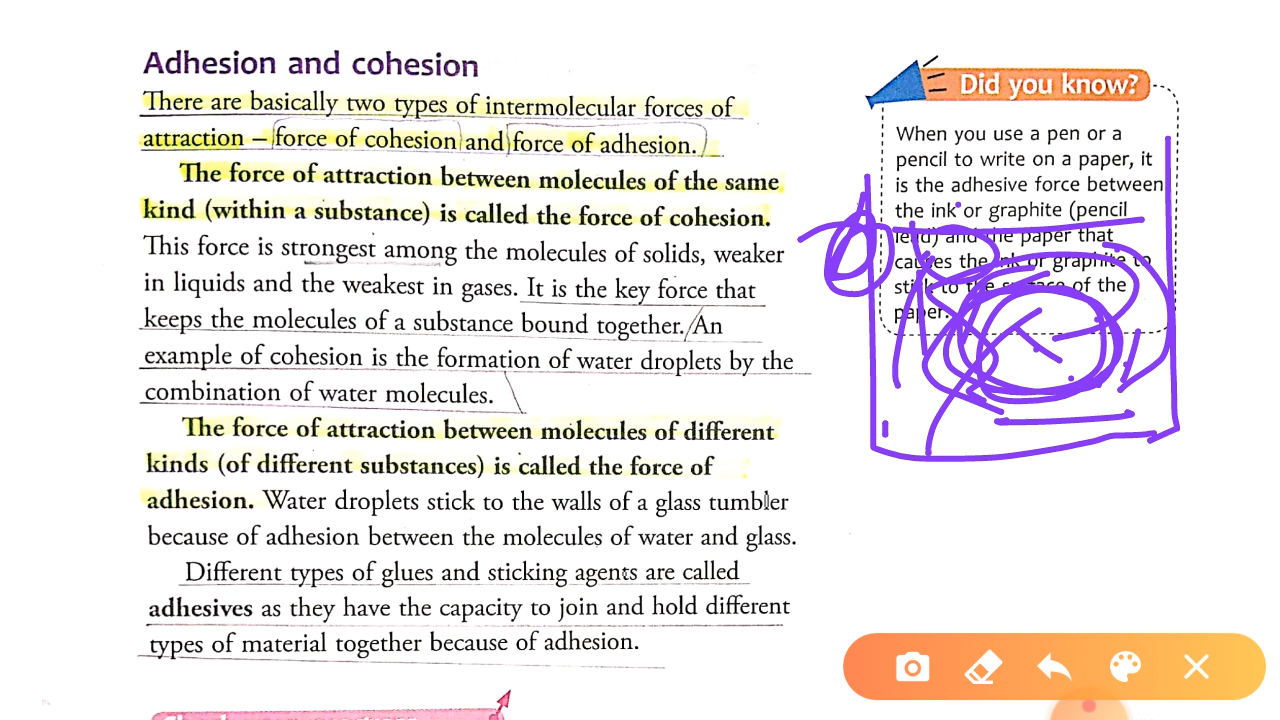 Adhesion and cohesion
There are basically two types of intermolecular forces of
attraction – force of cohesion and force of adhesion.
The force of attraction between molecules of the same
kind (within a substance) is called the force of cohesion.
This force is strongest among the molecules of solids, weaker
in liquids and the weakest in gases. It is the key force that
keeps the molecules of a substance bound together. An
example of cohesion is the formation of water droplets by the
combination of water molecules.
The force of attraction between molecules of different
kinds (of different substances) is called the force of
adhesion. Water droplets stick to the walls of a glass tumbler
because of adhesion between the molecules of water and glass.
Different types of glues and sticking agents are called
adhesives as they have the capacity to join and hold different
types of material together because of adhesion.
Did you know?
When you use a pen or a
pencil to write on a paper, it
is the adhesive force between
the ink or graphite (pencil
lead) and the paper that
causes the ink or graphite to
stick to the surface of the
paper.